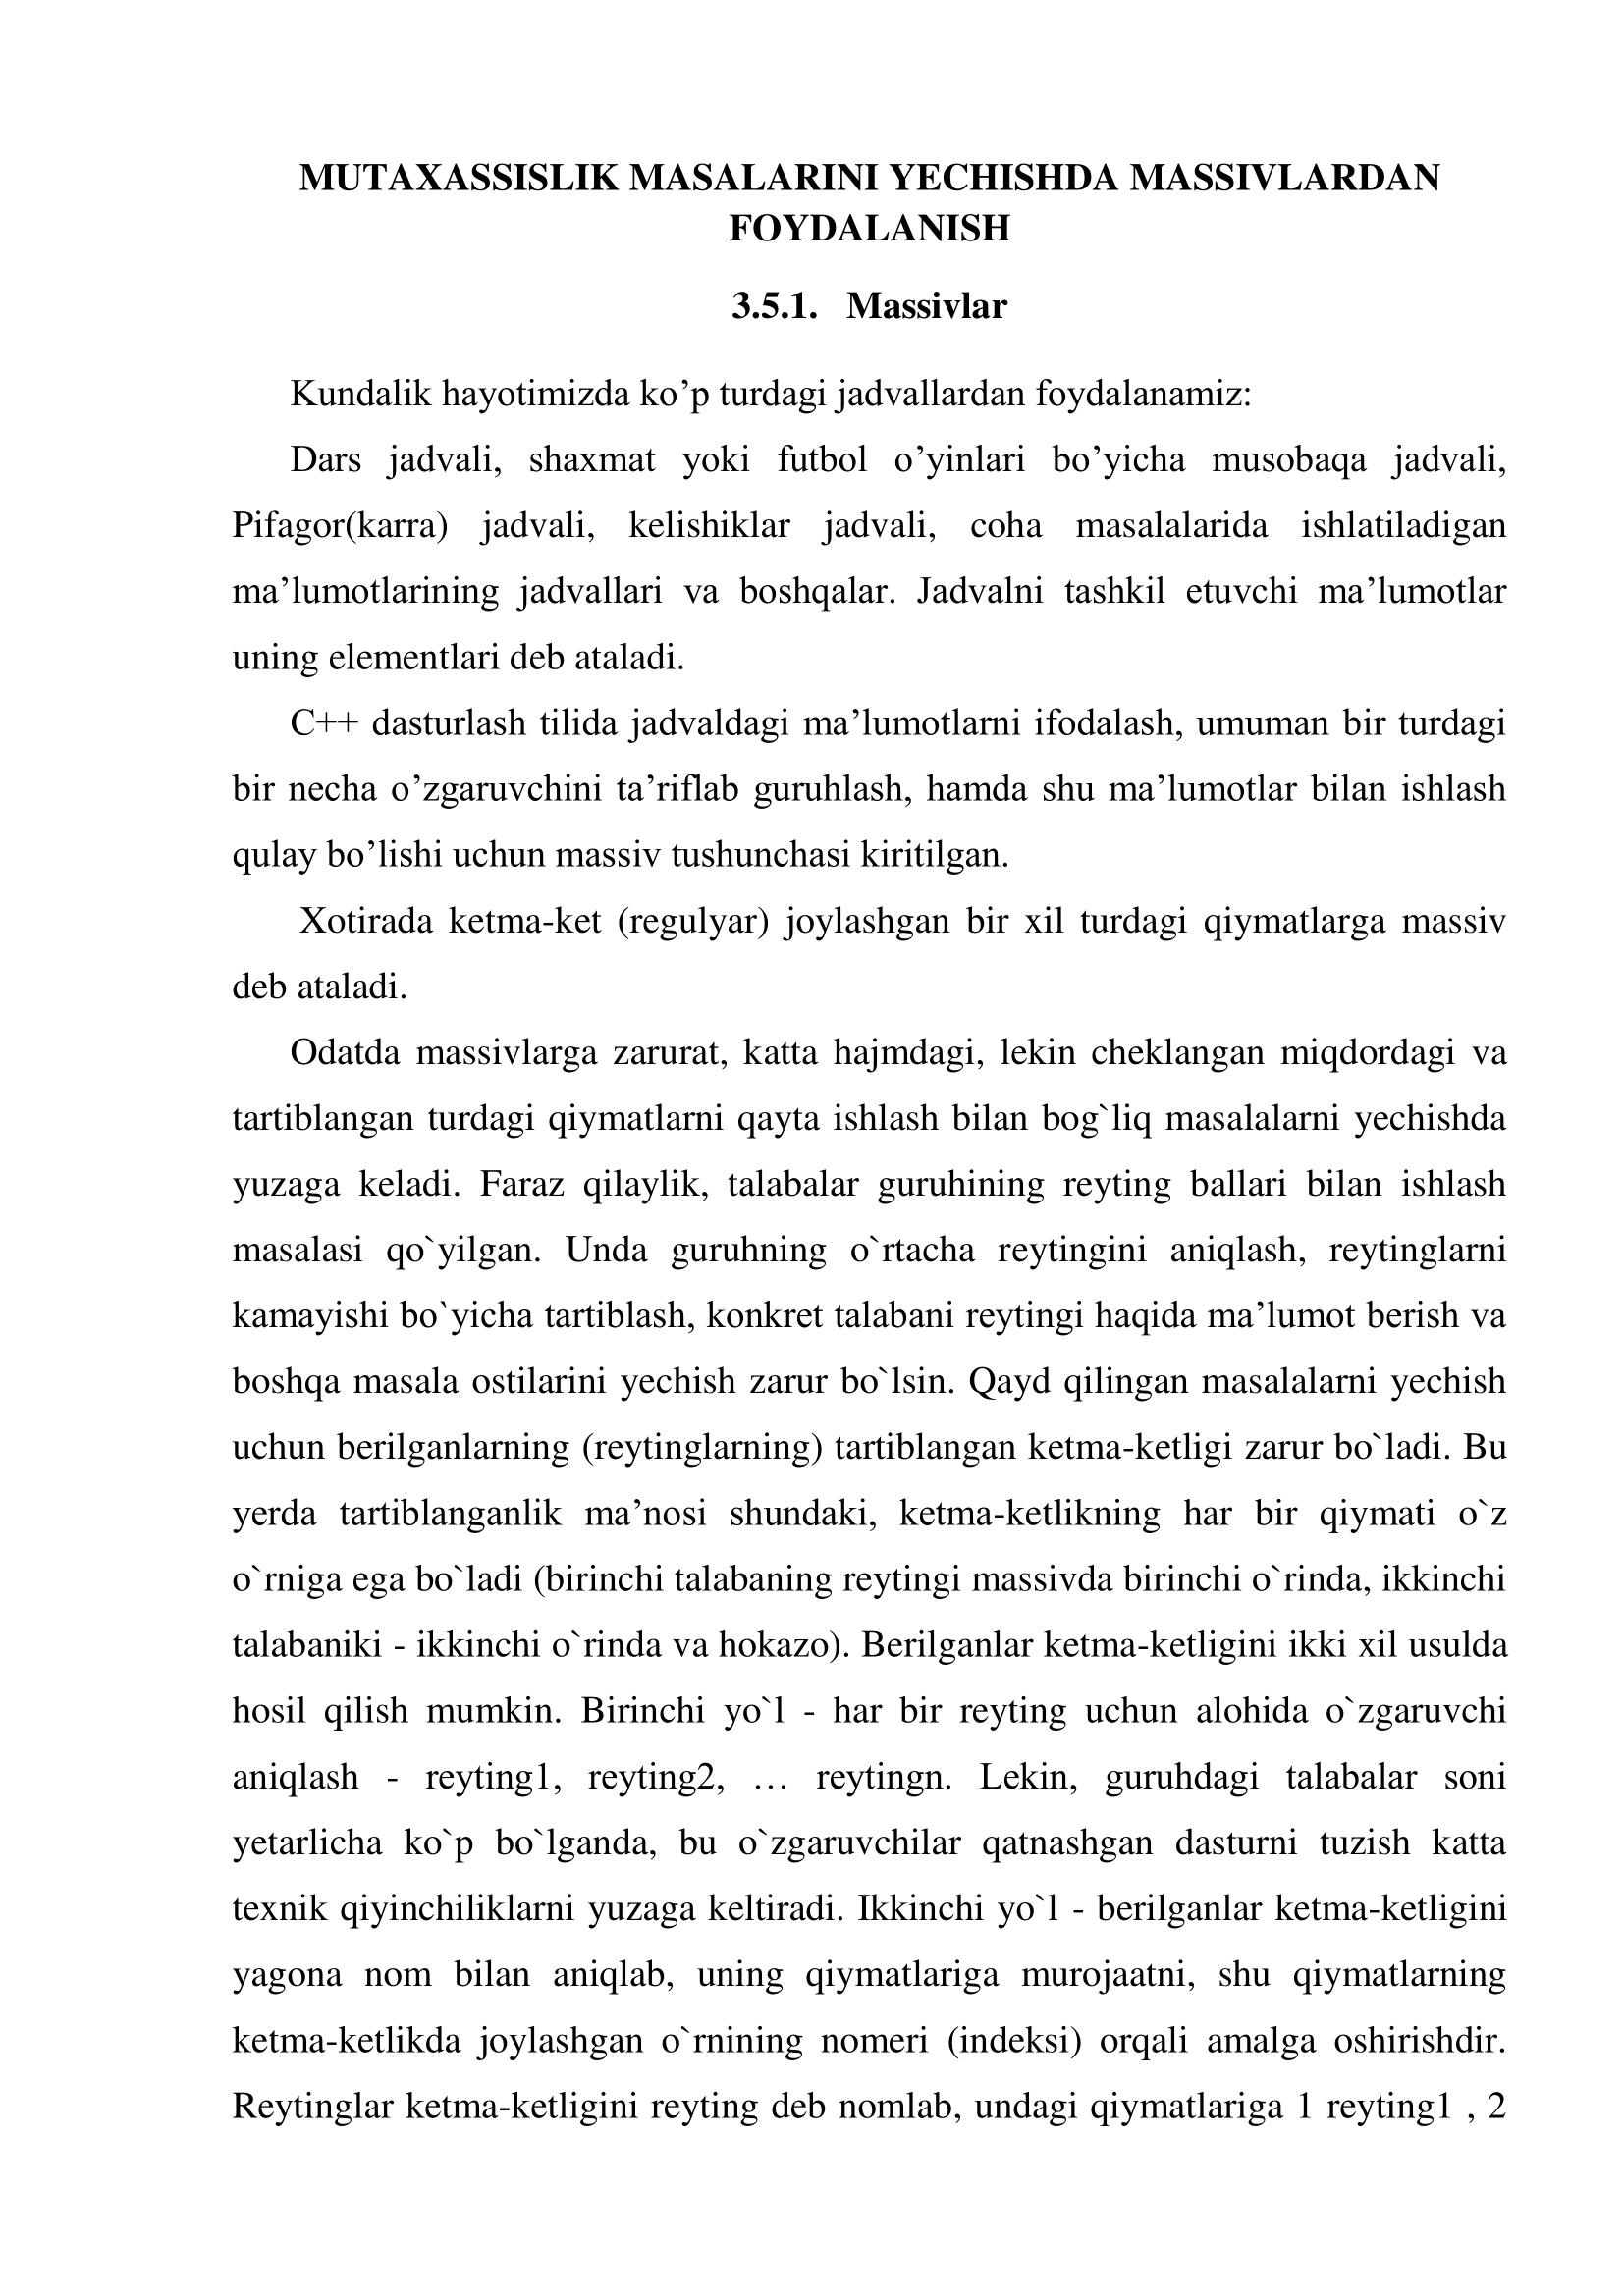 MUTAXASSISLIK MASALARINI YECHISHDA MASSIVLARDAN
FOYDALANISH
3.5.1. Massivlar
Kundalik hayotimizda ko’p turdagi jadvallardan foydalanamiz:
Dars jadvali, shaxmat yoki futbol o’yinlari bo’yicha musobaqa jadvali,
Pifagor(karra) jadvali, kelishiklar jadvali, coha masalalarida ishlatiladigan
ma’lumotlarining jadvallari va boshqalar. Jadvalni tashkil etuvchi ma’lumotlar
uning elementlari deb ataladi.
C++ dasturlash tilida jadvaldagi ma’lumotlarni ifodalash, umuman bir turdagi
bir necha o’zgaruvchini ta’riflab guruhlash, hamda shu ma’lumotlar bilan ishlash
qulay bo’lishi uchun massiv tushunchasi kiritilgan.
Xotirada ketma-ket (regulyar) joylashgan bir xil turdagi qiymatlarga massiv
deb ataladi.
Odatda massivlarga zarurat, katta hajmdagi, lekin cheklangan miqdordagi va
tartiblangan turdagi qiymatlarni qayta ishlash bilan bog`liq masalalarni yechishda
yuzaga keladi. Faraz qilaylik, talabalar guruhining reyting ballari bilan ishlash
masalasi qo`yilgan. Unda guruhning o`rtacha reytingini aniqlash, reytinglarni
kamayishi bo`yicha tartiblash, konkret talabani reytingi haqida ma’lumot berish va
boshqa masala ostilarini yechish zarur bo`lsin. Qayd qilingan masalalarni yechish
uchun berilganlarning (reytinglarning) tartiblangan ketma-ketligi zarur bo`ladi. Bu
yerda tartiblanganlik ma’nosi shundaki, ketma-ketlikning har bir qiymati o`z
o`rniga ega bo`ladi (birinchi talabaning reytingi massivda birinchi o`rinda, ikkinchi
talabaniki - ikkinchi o`rinda va hokazo). Berilganlar ketma-ketligini ikki xil usulda
hosil qilish mumkin. Birinchi yo`l - har bir reyting uchun alohida o`zgaruvchi
aniqlash - reyting1, reyting2, … reytingn. Lekin, guruhdagi talabalar soni
yetarlicha ko`p bo`lganda, bu o`zgaruvchilar qatnashgan dasturni tuzish katta
texnik qiyinchiliklarni yuzaga keltiradi. Ikkinchi yo`l - berilganlar ketma-ketligini
yagona nom bilan aniqlab, uning qiymatlariga murojaatni, shu qiymatlarning
ketma-ketlikda joylashgan o`rnining nomeri (indeksi) orqali amalga oshirishdir.
Reytinglar ketma-ketligini reyting deb nomlab, undagi qiymatlariga 1 reyting1 , 2